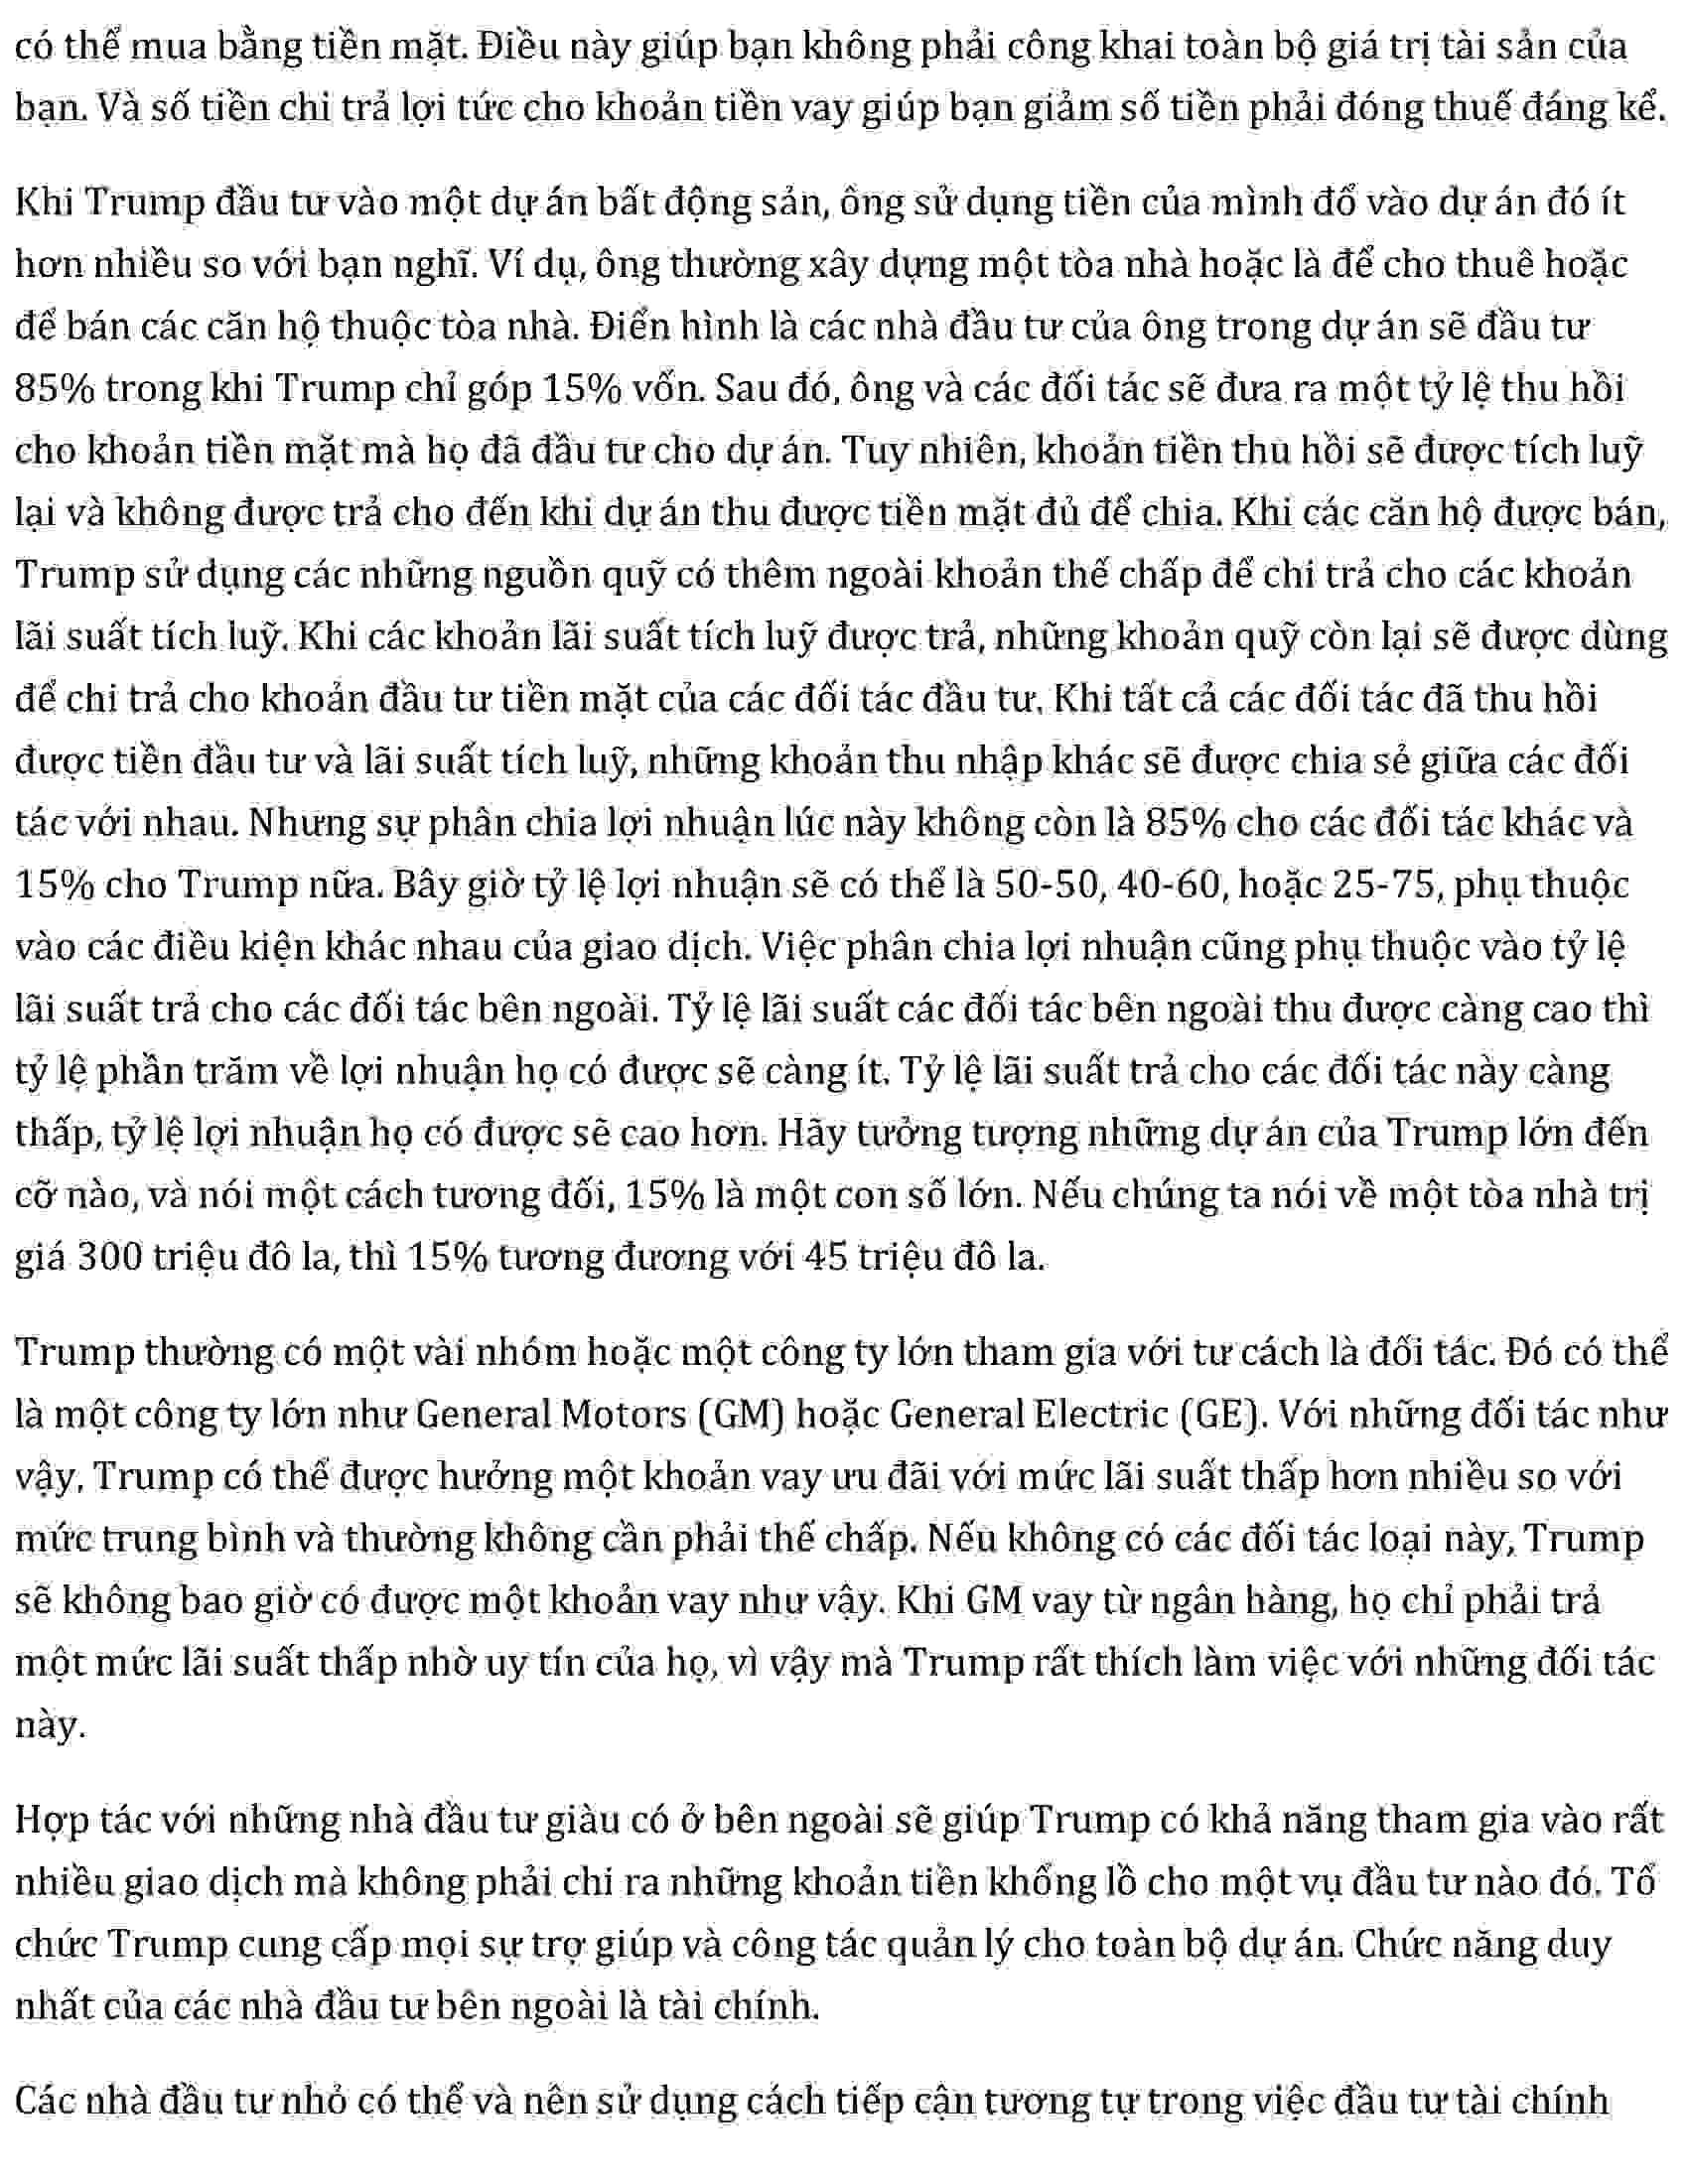 có thể mua bằng tiền mặt. Điều này giúp bạn không phải công khai toàn bộ giá trị tài sản của
bạn. Và số tiền chi trả lợi tức cho khoản tiền vay giúp bạn giảm số tiền phải đóng thuế đáng kể.
Khi Trump đầu tư vào một dự án bất động sản, ông sử dụng tiền của mình đổ vào dự án đó ít
hơn nhiều so với bạn nghĩ. Ví dụ, ông thường xây dựng một tòa nhà hoặc là để cho thuê hoặc
để bán các căn hộ thuộc tòa nhà. Điển hình là các nhà đầu tư của ông trong dự án sẽ đầu tư
85% trong khi Trump chỉ góp 15% vốn. Sau đó, ông và các đối tác sẽ đưa ra một tỷ lệ thu hồi
cho khoản tiền mặt mà họ đã đầu tư cho dự án. Tuy nhiên, khoản tiền thu hồi sẽ được tích luỹ
lại và không được trả cho đến khi dự án thu được tiền mặt đủ để chia. Khi các căn hộ được bán,
Trump sử dụng các những nguồn quỹ có thêm ngoài khoản thế chấp để chi trả cho các khoản
lãi suất tích luỹ. Khi các khoản lãi suất tích luỹ được trả, những khoản quỹ còn lại sẽ được dùng
để chi trả cho khoản đầu tư tiền mặt của các đối tác đầu tư. Khi tất cả các đối tác đã thu hồi
được tiền đầu tư và lãi suất tích luỹ, những khoản thu nhập khác sẽ được chia sẻ giữa các đối
tác với nhau. Nhưng sự phân chia lợi nhuận lúc này không còn là 85% cho các đối tác khác và
15% cho Trump nữa. Bây giờ tỷ lệ lợi nhuận sẽ có thể là 50-50, 40-60, hoặc 25-75, phụ thuộc
vào các điều kiện khác nhau của giao dịch. Việc phân chia lợi nhuận cũng phụ thuộc vào tỷ lệ
lãi suất trả cho các đối tác bên ngoài. Tỷ lệ lãi suất các đối tác bên ngoài thu được càng cao thì
tỷ lệ phần trăm về lợi nhuận họ có được sẽ càng ít. Tỷ lệ lãi suất trả cho các đối tác này càng
thấp, tỷ lệ lợi nhuận họ có được sẽ cao hơn. Hãy tưởng tượng những dự án của Trump lớn đến
cỡ nào, và nói một cách tương đối, 15% là một con số lớn. Nếu chúng ta nói về một tòa nhà trị
giá 300 triệu đô la, thì 15% tương đương với 45 triệu đô la.
Trump thường có một vài nhóm hoặc một công ty lớn tham gia với tư cách là đối tác. Đó có thể
là một công ty lớn như General Motors (GM) hoặc General Electric (GE). Với những đối tác như
vậy, Trump có thể được hưởng một khoản vay ưu đãi với mức lãi suất thấp hơn nhiều so với
mức trung bình và thường không cần phải thế chấp. Nếu không có các đối tác loại này, Trump
sẽ không bao giờ có được một khoản vay như vậy. Khi GM vay từ ngân hàng, họ chỉ phải trả
một mức lãi suất thấp nhờ uy tín của họ, vì vậy mà Trump rất thích làm việc với những đối tác
này.
Hợp tác với những nhà đầu tư giàu có ở bên ngoài sẽ giúp Trump có khả năng tham gia vào rất
nhiều giao dịch mà không phải chi ra những khoản tiền khổng lồ cho một vụ đầu tư nào đó. Tổ
chức Trump cung cấp mọi sự trợ giúp và công tác quản lý cho toàn bộ dự án. Chức năng duy
nhất của các nhà đầu tư bên ngoài là tài chính.
Các nhà đầu tư nhỏ có thể và nên sử dụng cách tiếp cận tương tự trong việc đầu tư tài chính